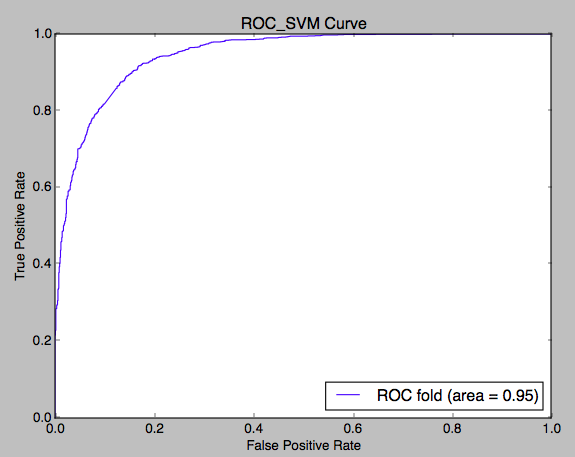 ROC_SVM Curve
1.0
0.8
0.6
0.4
0.2
0.0
True Positive Rate
ROC fold (area = 0.95)
0.0 0.2 0.4 0.6 0.8 1.0
False Positive Rate